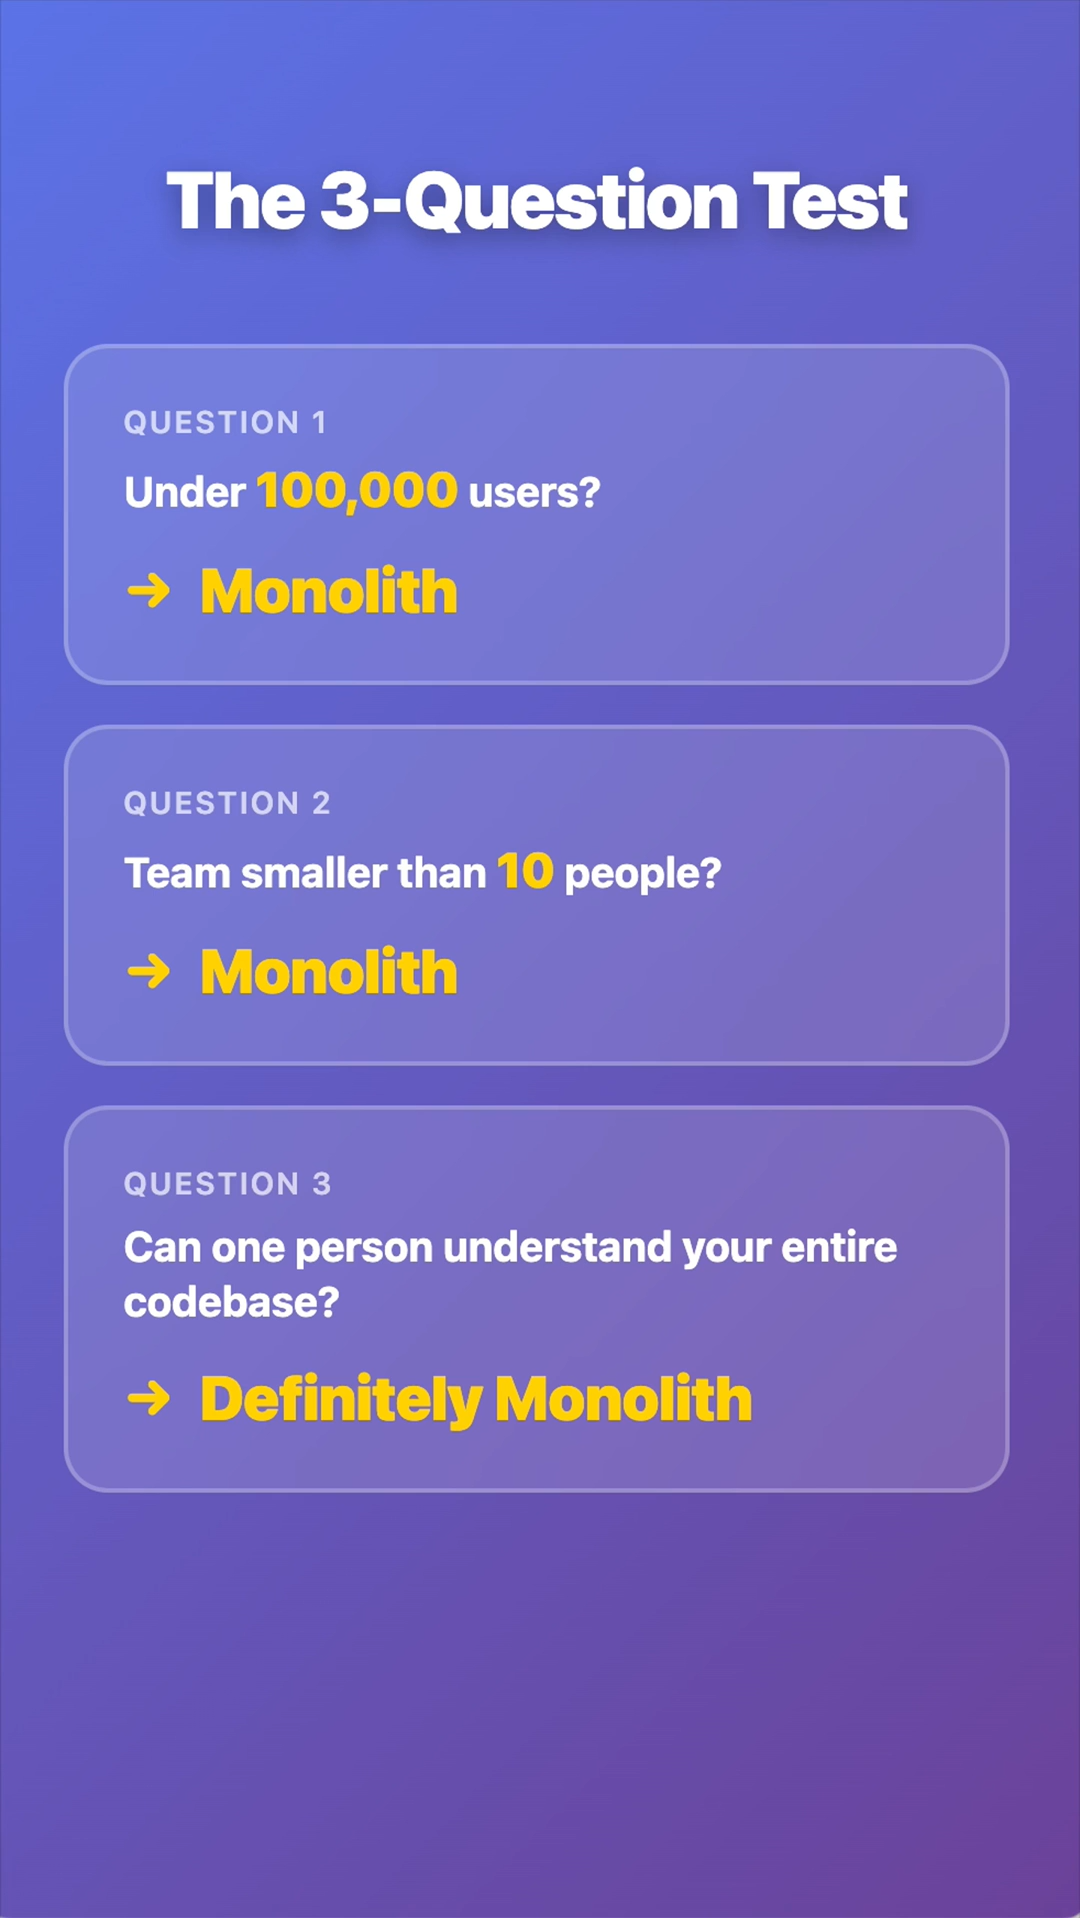 The 3-Question Test
QUESTION 1
Under 100,000 users?
→ Monolith
QUESTION 2
Team smaller than 10 people?
→ Monolith
QUESTION 3
Can one person understand your entire
codebase?
→ Definitely Monolith